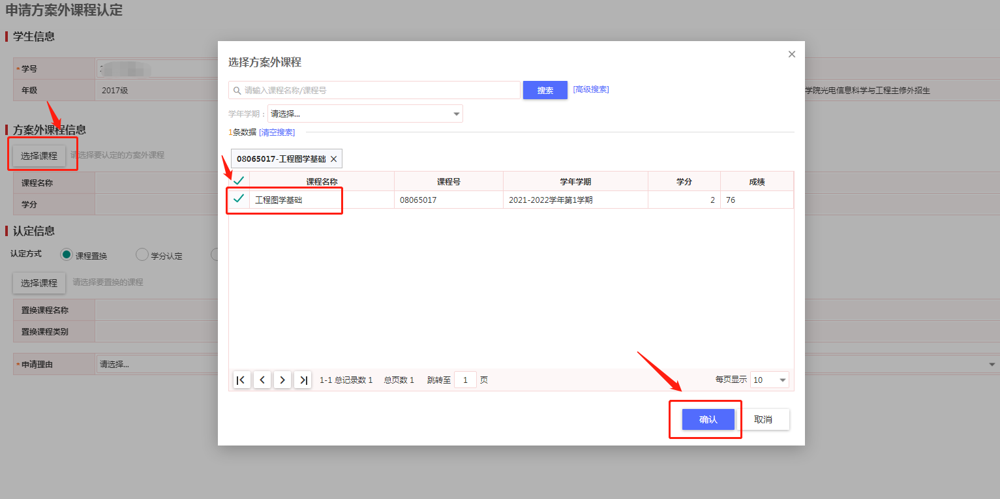 申请方案外课程认定
学生信息
*学号
年级 2017级
学院光电信息科学与工程主修外招生
方案外课程信息
选择课程 请选择要认定的方案外课程
课程名称
学分
认定信息
认定方式 课程置换 学分认定
选择课程 请选择要置换的课程
置换课程名称
置换课程类别
*申请理由 请选择...
选择方案外课程
请输入课程名称/课程号 搜索 [高级搜索]
学年学期 : 请选择...
1条数据 [清空搜索]
08065017-工程图学基础
课程名称 课程号 学年学期 学分 成绩
工程图学基础 08065017 2021-2022学年第1学期 2 76
1-1 总记录数 1 总页数 1 跳转至 1 页 每页显示 10
确认 取消